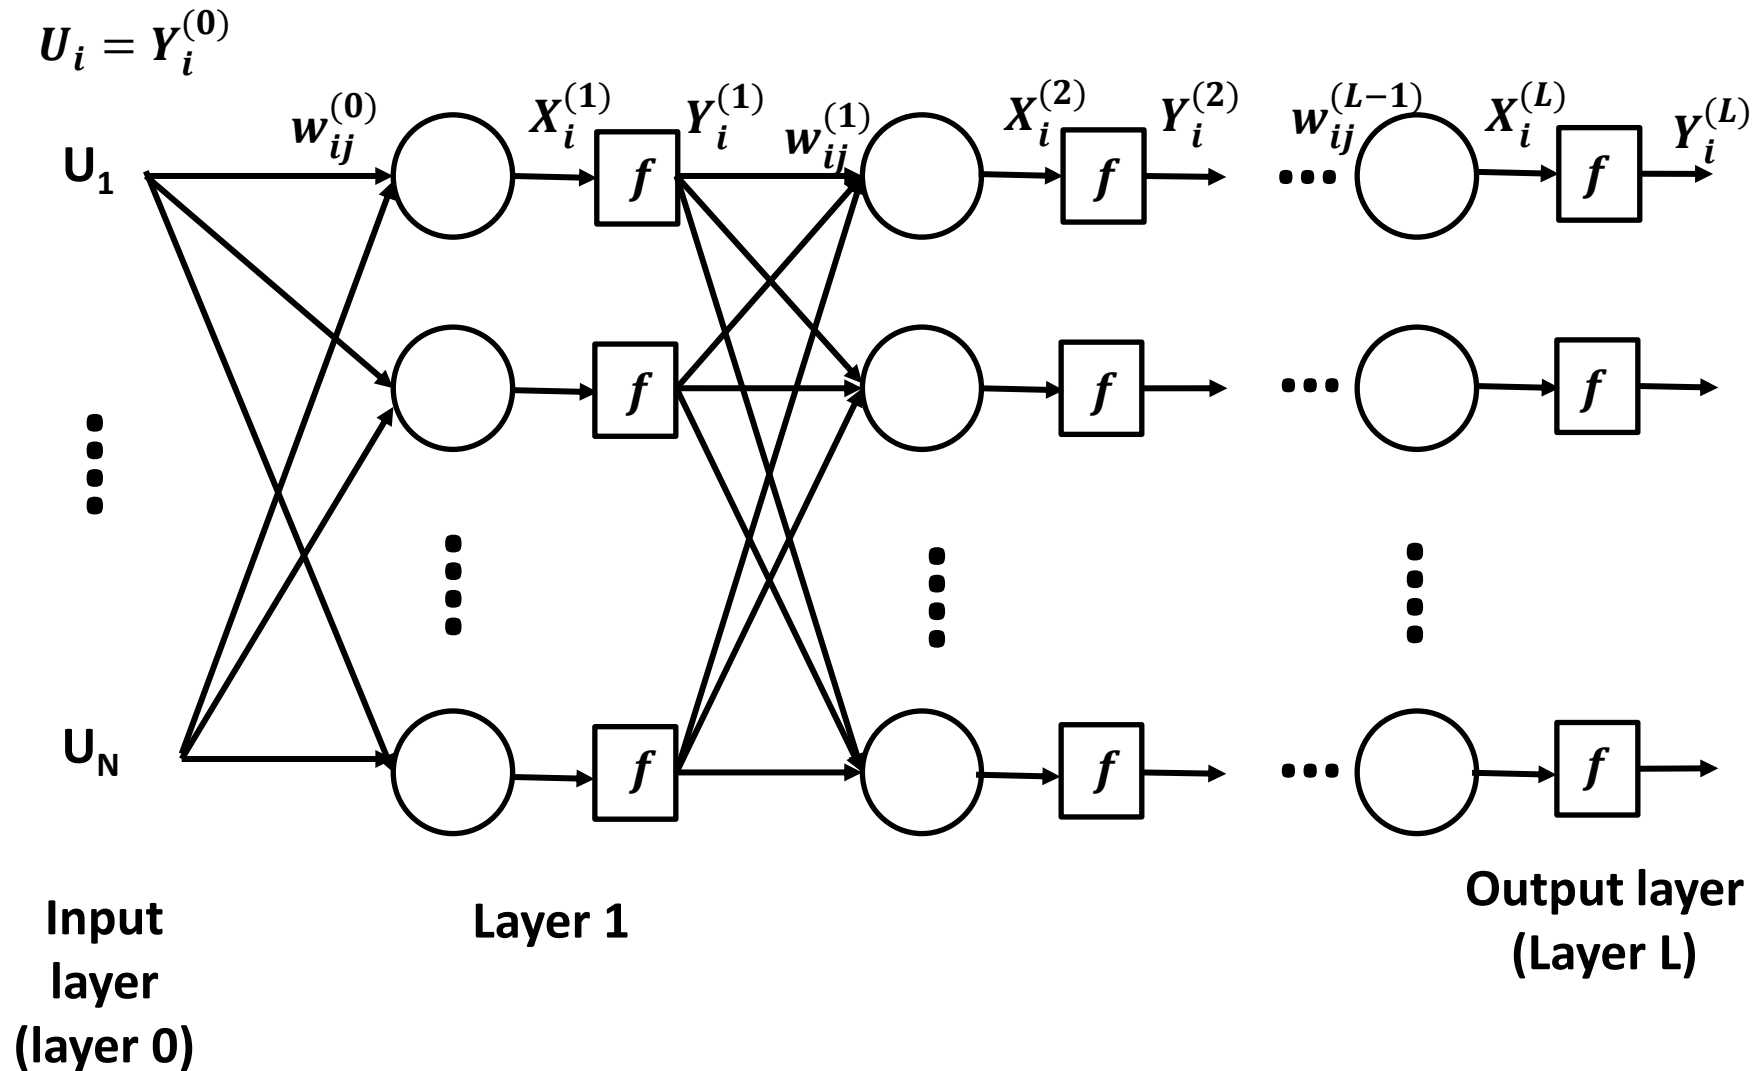 U_i = Y_i^(0)
w_ij^(0) X_i^(1) Y_i^(1) w_ij^(1) X_i^(2) Y_i^(2) w_ij^(L−1) X_i^(L) Y_i^(L)
U_1 f f ... f
f f ... f
U_N f f ... f
Input
layer
(layer 0)
Layer 1
Output layer
(Layer L)